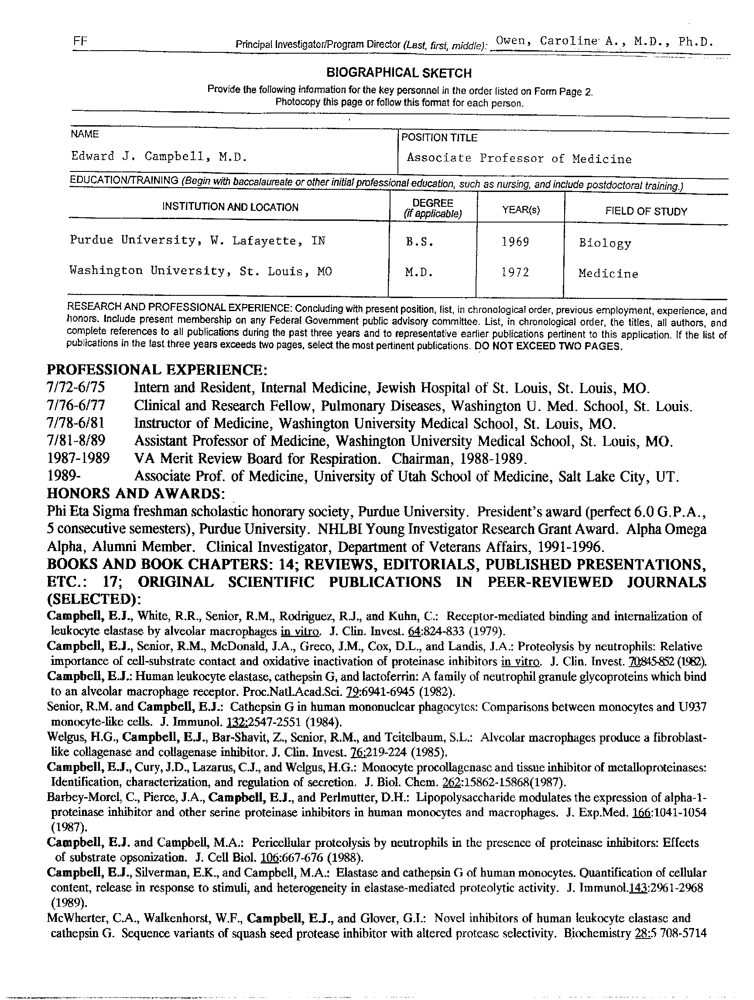 FF
Principal Investigator/Program Director (Last, first, middle): Owen, Caroline A., M.D., Ph.D.
BIOGRAPHICAL SKETCH
Provide the following information for the key personnel in the order listed on Form Page 2.
Photocopy this page or follow this format for each person.
NAME
POSITION TITLE
Edward J. Campbell, M.D.
Associate Professor of Medicine
EDUCATION/TRAINING (Begin with baccalaureate or other initial professional education, such as nursing, and include postdoctoral training.)
INSTITUTION AND LOCATION
DEGREE (if applicable)
YEAR(s)
FIELD OF STUDY
Purdue University, W. Lafayette, IN B.S. 1969 Biology
Washington University, St. Louis, MO M.D. 1972 Medicine
RESEARCH AND PROFESSIONAL EXPERIENCE: Concluding with present position, list, in chronological order, previous employment, experience, and
honors. Include present membership on any Federal Government public advisory committee. List, in chronological order, the titles, all authors, and
complete references to all publications during the past three years and to representative earlier publications pertinent to this application. If the list of
publications in the last three years exceeds two pages, select the most pertinent publications. DO NOT EXCEED TWO PAGES.
PROFESSIONAL EXPERIENCE:
7/72-6/75 Intern and Resident, Internal Medicine, Jewish Hospital of St. Louis, St. Louis, MO.
7/76-6/77 Clinical and Research Fellow, Pulmonary Diseases, Washington U. Med. School, St. Louis.
7/78-6/81 Instructor of Medicine, Washington University Medical School, St. Louis, MO.
7/81-8/89 Assistant Professor of Medicine, Washington University Medical School, St. Louis, MO.
1987-1989 VA Merit Review Board for Respiration. Chairman, 1988-1989.
1989- Associate Prof. of Medicine, University of Utah School of Medicine, Salt Lake City, UT.
HONORS AND AWARDS:
Phi Eta Sigma freshman scholastic honorary society, Purdue University. President's award (perfect 6.0 G.P.A.,
5 consecutive semesters), Purdue University. NHLBI Young Investigator Research Grant Award. Alpha Omega
Alpha, Alumni Member. Clinical Investigator, Department of Veterans Affairs, 1991-1996.
BOOKS AND BOOK CHAPTERS: 14; REVIEWS, EDITORIALS, PUBLISHED PRESENTATIONS,
ETC.: 17; ORIGINAL SCIENTIFIC PUBLICATIONS IN PEER-REVIEWED JOURNALS
(SELECTED):
Campbell, E.J., White, R.R., Senior, R.M., Rodriguez, R.J., and Kuhn, C.: Receptor-mediated binding and internalization of
leukocyte elastase by alveolar macrophages in vitro. J. Clin. Invest. 64:824-833 (1979).
Campbell, E.J., Senior, R.M., McDonald, J.A., Greco, J.M., Cox, D.L., and Landis, J.A.: Proteolysis by neutrophils: Relative
importance of cell-substrate contact and oxidative inactivation of proteinase inhibitors in vitro. J. Clin. Invest. 70:845-852 (1982).
Campbell, E.J.: Human leukocyte elastase, cathepsin G, and lactoferrin: A family of neutrophil granule glycoproteins which bind
to an alveolar macrophage receptor. Proc.Natl.Acad.Sci. 79:6941-6945 (1982).
Senior, R.M. and Campbell, E.J.: Cathepsin G in human mononuclear phagocytes: Comparisons between monocytes and U937
monocyte-like cells. J. Immunol. 132:2547-2551 (1984).
Welgus, H.G., Campbell, E.J., Bar-Shavit, Z., Senior, R.M., and Teitelbaum, S.L.: Alveolar macrophages produce a fibroblast-
like collagenase and collagenase inhibitor. J. Clin. Invest. 76:219-224 (1985).
Campbell, E.J., Cury, J.D., Lazarus, C.J., and Welgus, H.G.: Monocyte procollagenase and tissue inhibitor of metalloproteinases:
Identification, characterization, and regulation of secretion. J. Biol. Chem. 262:15862-15868(1987).
Barbey-Morel, C., Pierce, J.A., Campbell, E.J., and Perlmutter, D.H.: Lipopolysaccharide modulates the expression of alpha-1-
proteinase inhibitor and other serine proteinase inhibitors in human monocytes and macrophages. J. Exp.Med. 166:1041-1054
(1987).
Campbell, E.J. and Campbell, M.A.: Pericellular proteolysis by neutrophils in the presence of proteinase inhibitors: Effects
of substrate opsonization. J. Cell Biol. 106:667-676 (1988).
Campbell, E.J., Silverman, E.K., and Campbell, M.A.: Elastase and cathepsin G of human monocytes. Quantification of cellular
content, release in response to stimuli, and heterogeneity in elastase-mediated proteolytic activity. J. Immunol.143:2961-2968
(1989).
McWherter, C.A., Walkenhorst, W.F., Campbell, E.J., and Glover, G.I.: Novel inhibitors of human leukocyte elastase and
cathepsin G. Sequence variants of squash seed protease inhibitor with altered protease selectivity. Biochemistry 28:5 708-5714